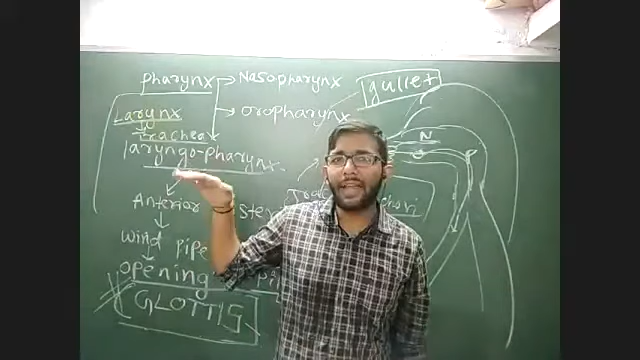 pharynx → Nasopharynx
→ Oropharynx
gullet
Larynx
Trachea
laryngo-pharynx
N
O
P
Anterior
wind pipe
opening
GLOTTIS